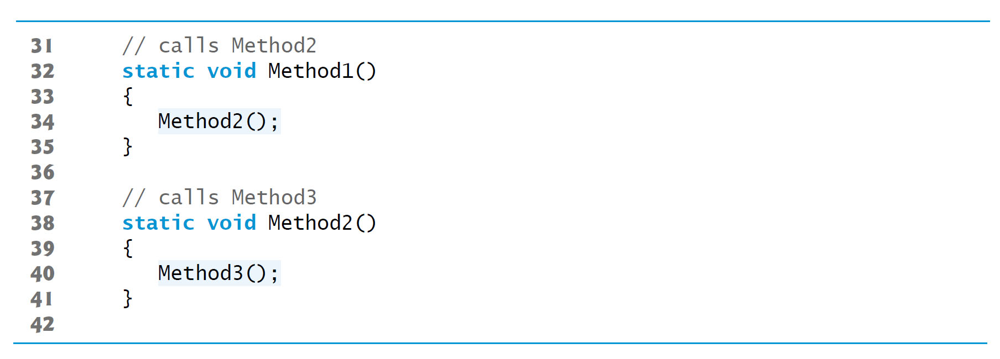 31 // calls Method2
32 static void Method1()
33 {
34 Method2();
35 }
36
37 // calls Method3
38 static void Method2()
39 {
40 Method3();
41 }
42